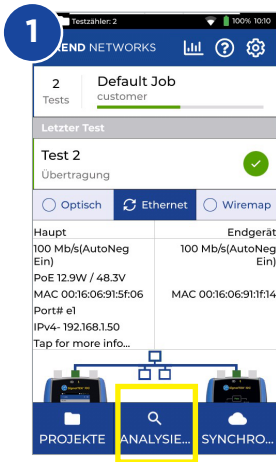 1
Testzähler: 2
100% 10:10
END NETWORKS
2
Tests
Default Job
customer
Letzter Test
Test 2
Übertragung
Optisch
Ethernet
Wiremap
Haupt
Endgerät
100 Mb/s(AutoNeg
Ein)
100 Mb/s(AutoNeg
Ein)
PoE 12.9W / 48.3V
MAC 00:16:06:91:5f:06
MAC 00:16:06:91:1f:14
Port# e1
IPv4- 192.168.1.50
Tap for more info...
PROJEKTE
ANALYSIE...
SYNCHRO...